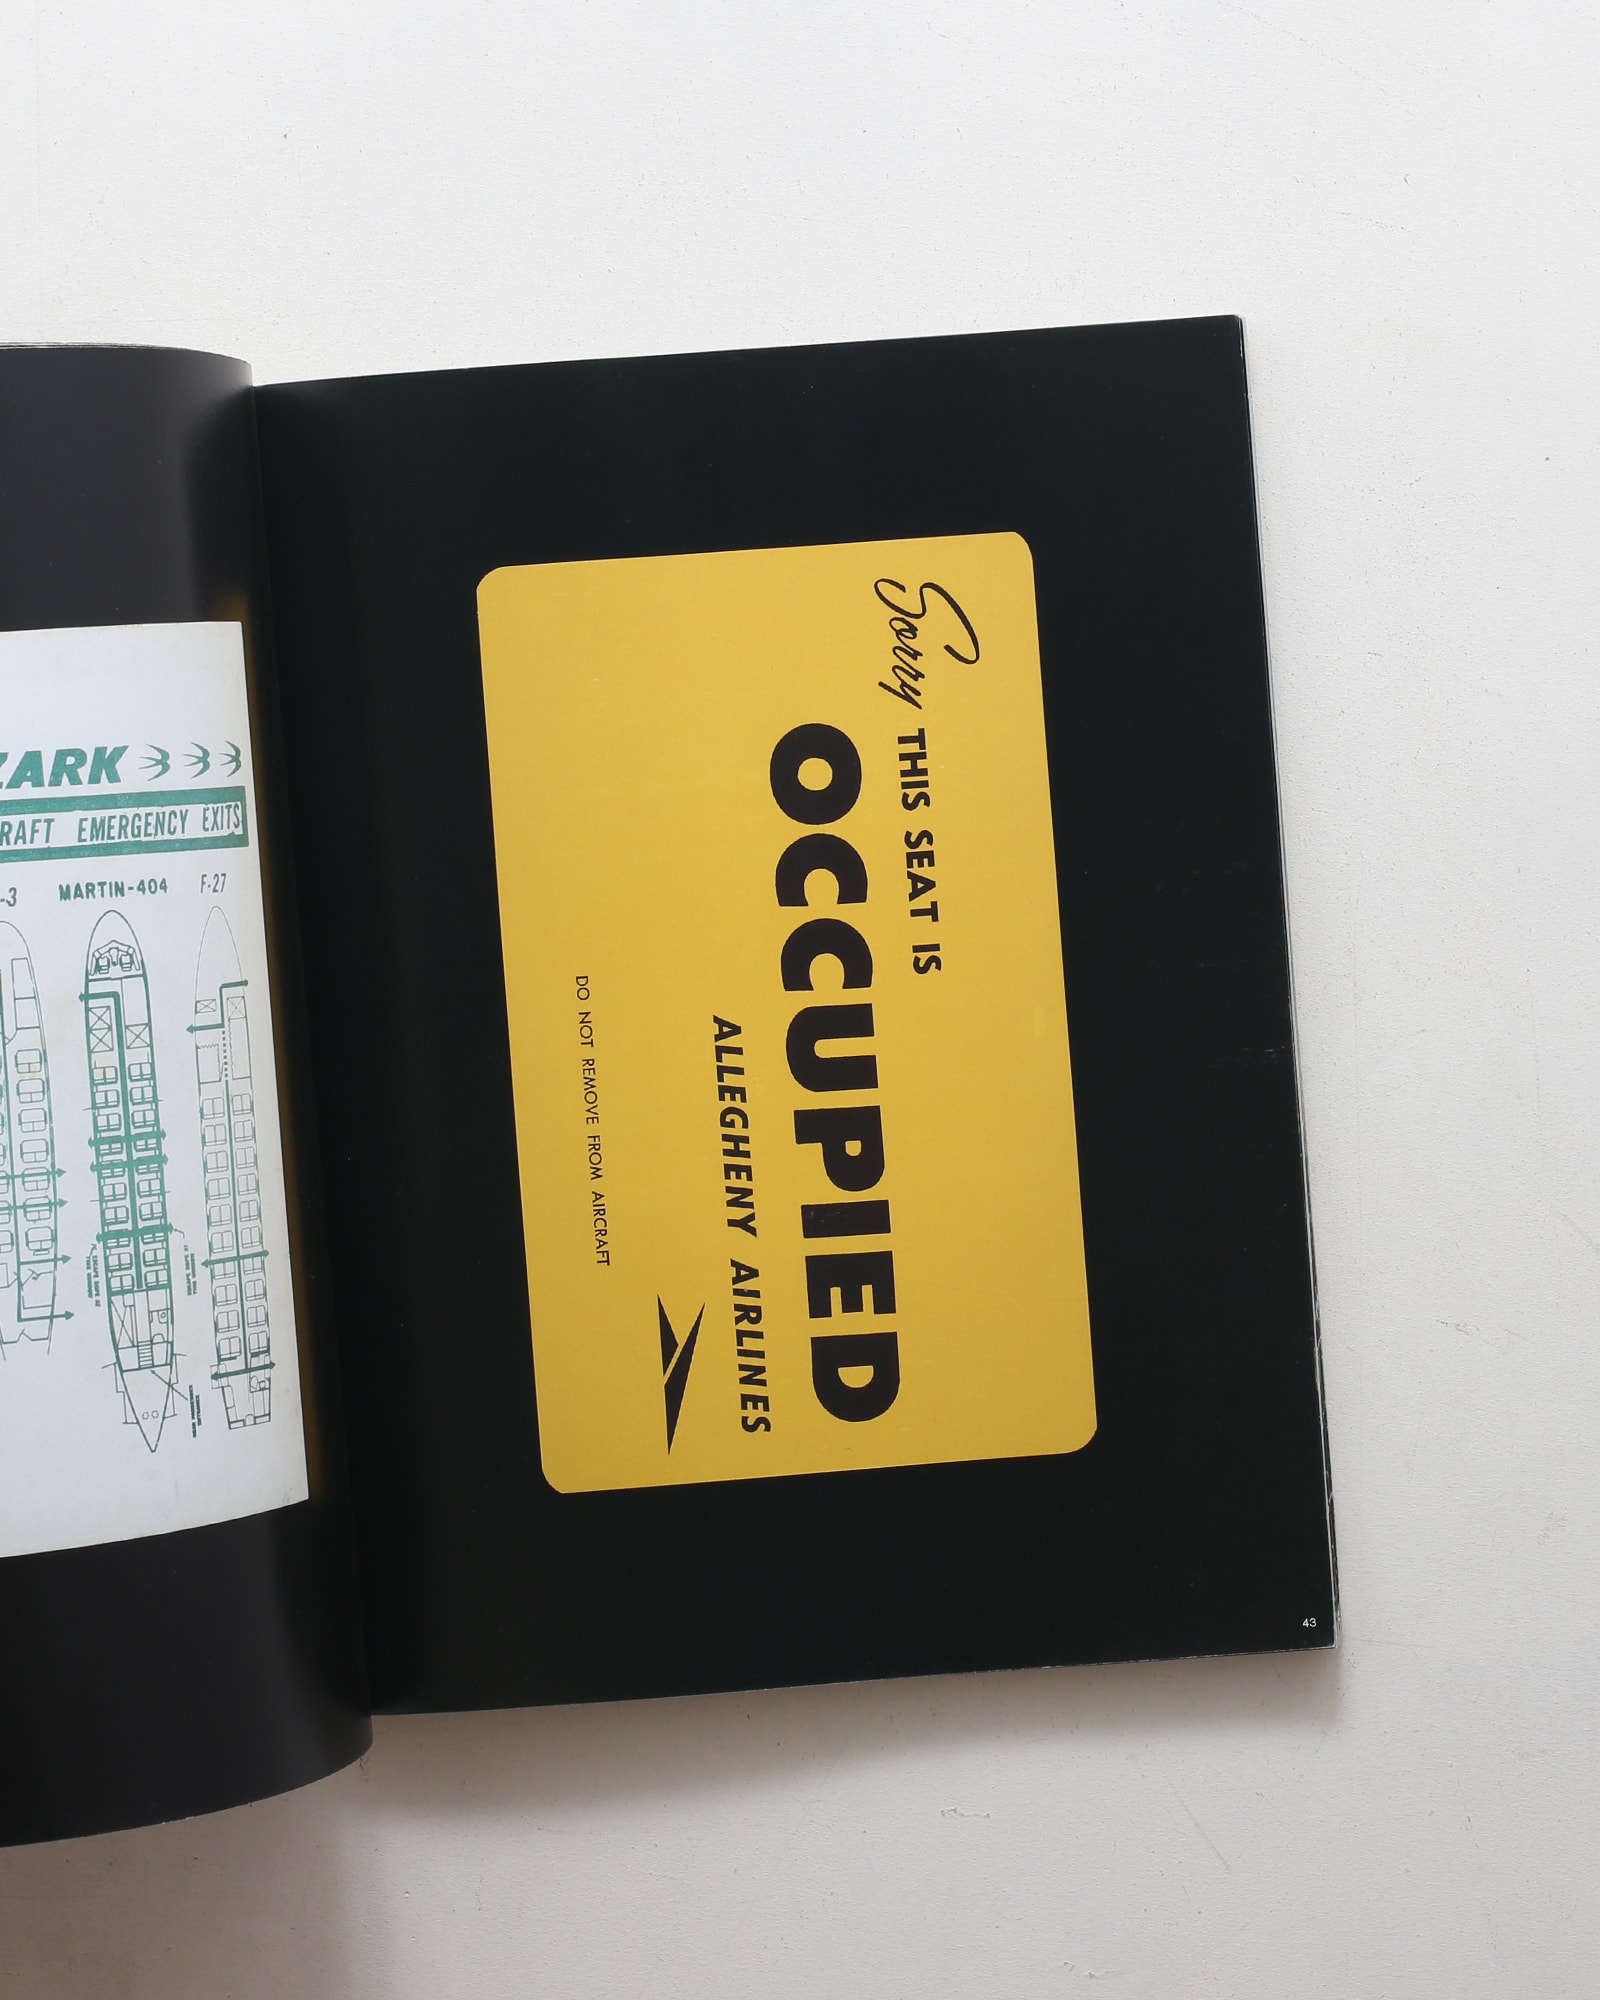 ZARK
RAFT EMERGENCY EXITS
-3 MARTIN-404 F-27
Sorry THIS SEAT IS
OCCUPIED
ALLEGHENY AIRLINES
DO NOT REMOVE FROM AIRCRAFT
43